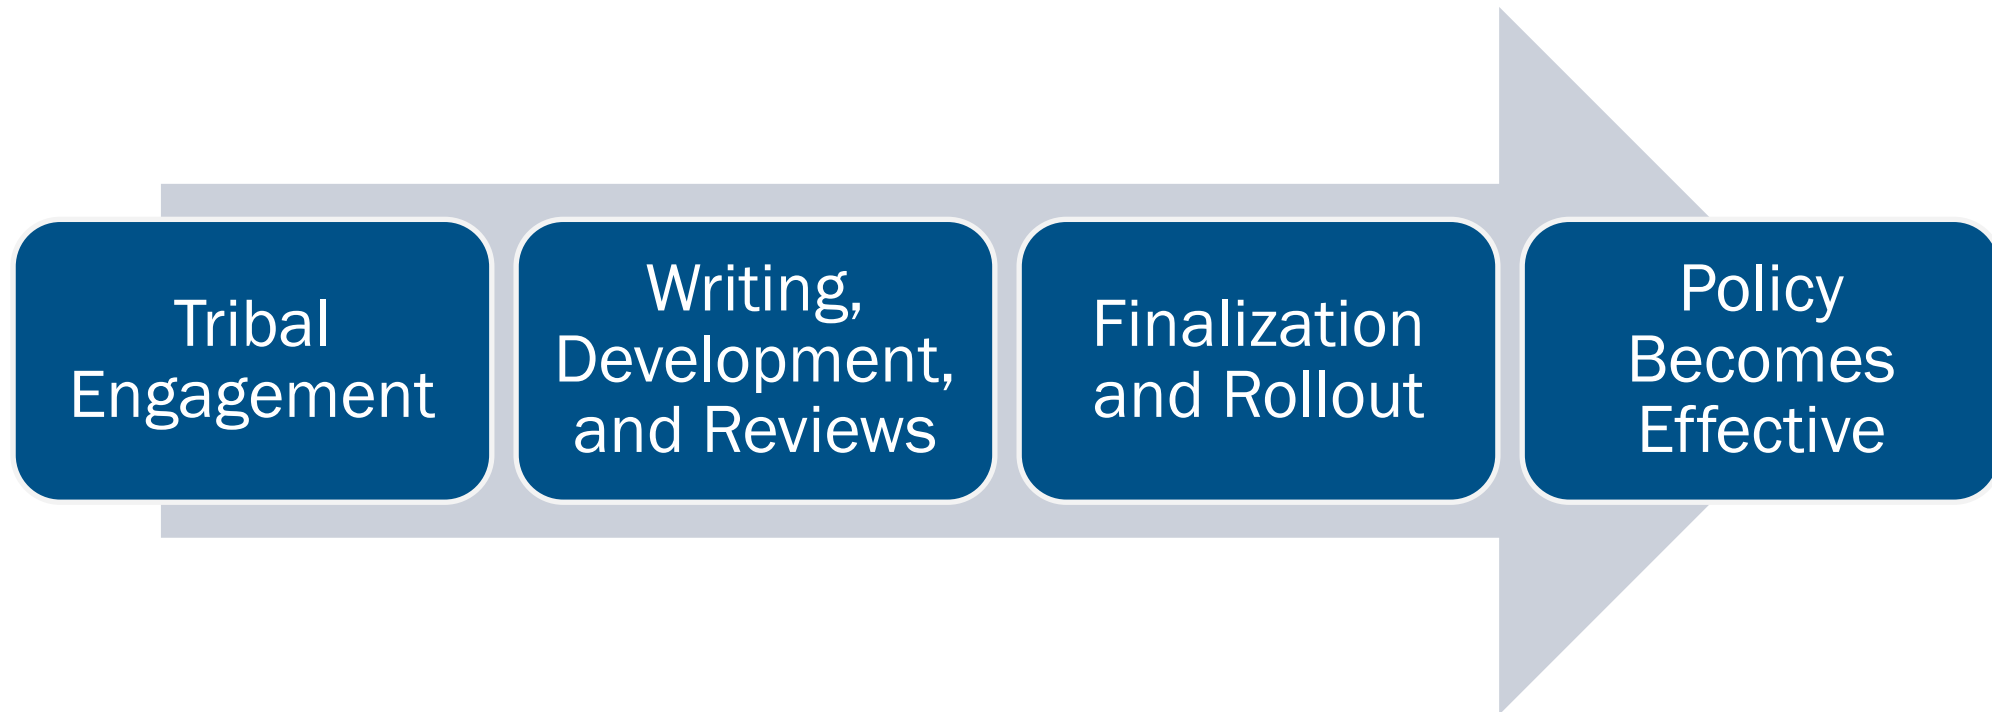 Tribal
Engagement
Writing,
Development,
and Reviews
Finalization
and Rollout
Policy
Becomes
Effective